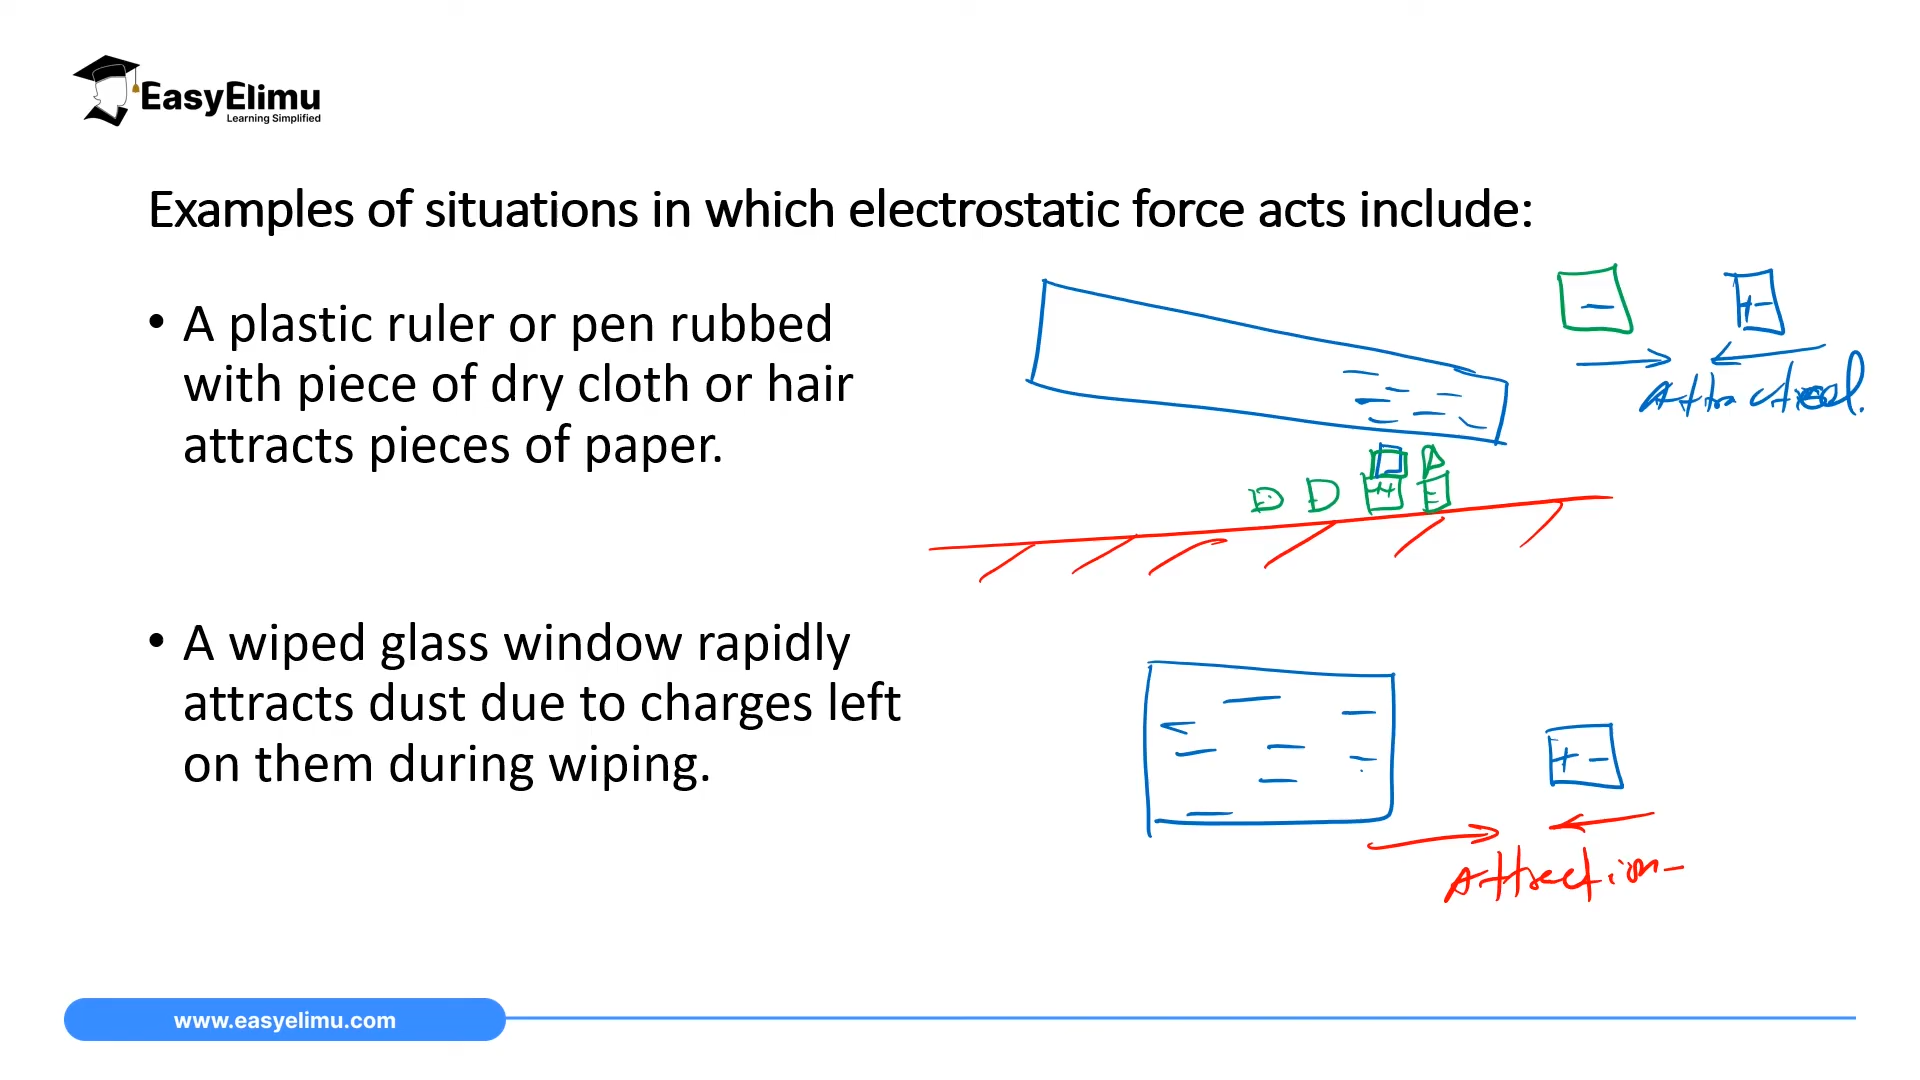 EasyElimu
Learning Simplified
Examples of situations in which electrostatic force acts include:
• A plastic ruler or pen rubbed
with piece of dry cloth or hair
attracts pieces of paper.
• A wiped glass window rapidly
attracts dust due to charges left
on them during wiping.
−
+−
+−
Attraction
www.easyelimu.com